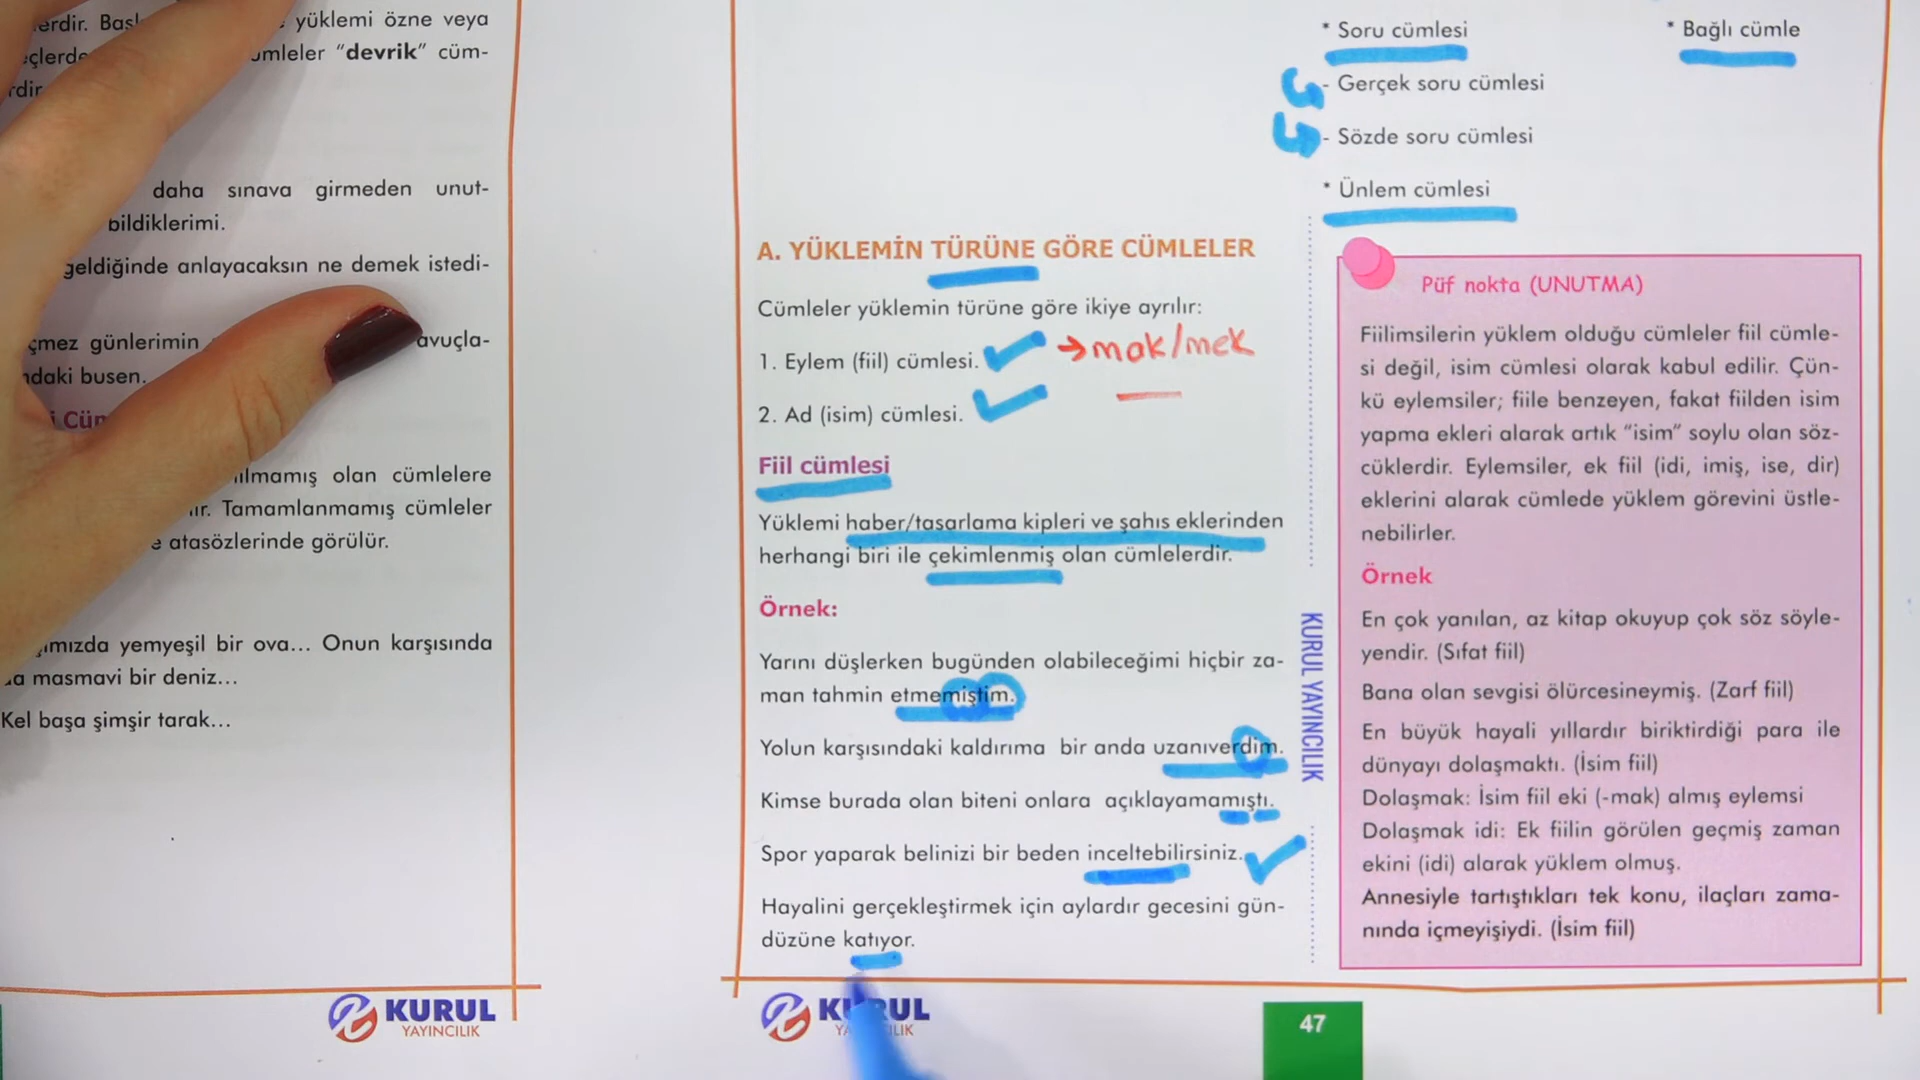 yüklemi özne veya
"devrik" cüm-
daha sınava girmeden unut-
bildiklerimi.
geldiğinde anlayacaksın ne demek istedi-
günlerimin avuçla-
busen.
olan cümlelere
Tamamlanmamış cümleler
atasözlerinde görülür.
yemyeşil bir ova... Onun karşısında
masmavi bir deniz...
Kel başa şimşir tarak...
KURUL
YAYINCILIK
A. YÜKLEMİN TÜRÜNE GÖRE CÜMLELER
Cümleler yüklemin türüne göre ikiye ayrılır:
1. Eylem (fiil) cümlesi. → mak/mek
2. Ad (isim) cümlesi.
Fiil cümlesi
Yüklemi haber/tasarlama kipleri ve şahıs eklerinden
herhangi biri ile çekimlenmiş olan cümlelerdir.
Örnek:
Yarını düşlerken bugünden olabileceğimi hiçbir za-
man tahmin etmemiştim.
Yolun karşısındaki kaldırıma bir anda uzanıverdim.
Kimse burada olan biteni onlara açıklayamamıştı.
Spor yaparak belinizi bir beden inceltebilirsiniz.
Hayalini gerçekleştirmek için aylardır gecesini gün-
düzüne katıyor.
KURUL
YAYINCILIK
* Soru cümlesi
- Gerçek soru cümlesi
- Sözde soru cümlesi
* Ünlem cümlesi
* Bağlı cümle
KURUL YAYINCILIK
Püf nokta (UNUTMA)
Fiilimsilerin yüklem olduğu cümleler fiil cümle-
si değil, isim cümlesi olarak kabul edilir. Çün-
kü eylemsiler; fiile benzeyen, fakat fiilden isim
yapma ekleri alarak artık "isim" soylu olan söz-
cüklerdir. Eylemsiler, ek fiil (idi, imiş, ise, dir)
eklerini alarak cümlede yüklem görevini üstle-
nebilirler.
Örnek
En çok yanılan, az kitap okuyup çok söz söyle-
yendir. (Sıfat fiil)
Bana olan sevgisi ölürcesineymiş. (Zarf fiil)
En büyük hayali yıllardır biriktirdiği para ile
dünyayı dolaşmaktı. (İsim fiil)
Dolaşmak: İsim fiil eki (-mak) almış eylemsi
Dolaşmak idi: Ek fiilin görülen geçmiş zaman
ekini (idi) alarak yüklem olmuş.
Annesiyle tartıştıkları tek konu, ilaçları zama-
nında içmeyişiydi. (İsim fiil)
47